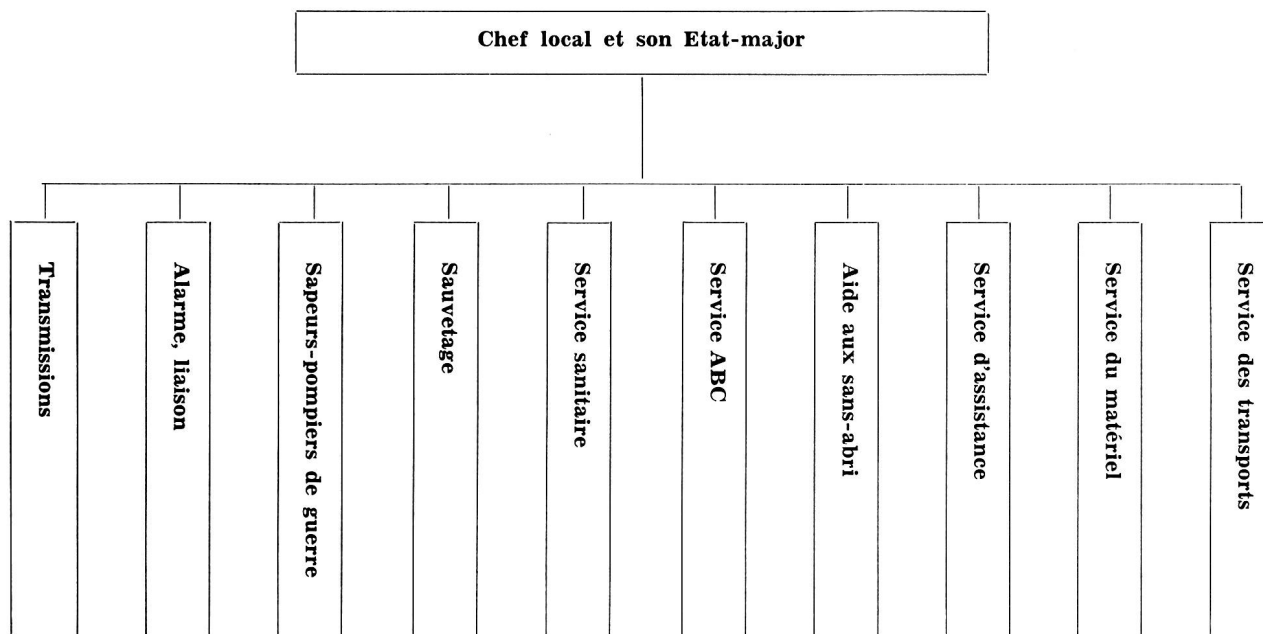 Chef local et son Etat-major
Transmissions
Alarme, liaison
Sapeurs-pompiers de guerre
Sauvetage
Service sanitaire
Service ABC
Aide aux sans-abri
Service d'assistance
Service du matériel
Service des transports